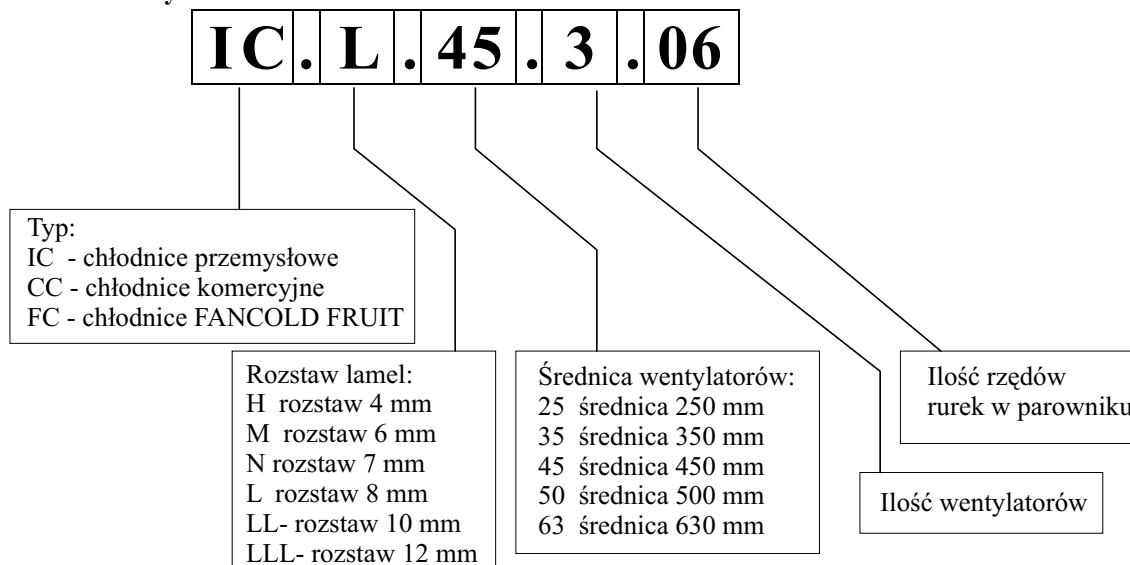 IC.L.45.3.06
Typ:
IC - chłodnice przemysłowe
CC - chłodnice komercyjne
FC - chłodnice FANCOLD FRUIT
Rozstaw lamel:
H rozstaw 4 mm
M rozstaw 6 mm
N rozstaw 7 mm
L rozstaw 8 mm
LL- rozstaw 10 mm
LLL- rozstaw 12 mm
Średnica wentylatorów:
25 średnica 250 mm
35 średnica 350 mm
45 średnica 450 mm
50 średnica 500 mm
63 średnica 630 mm
Ilość rzędów
rurek w parowniku
Ilość wentylatorów